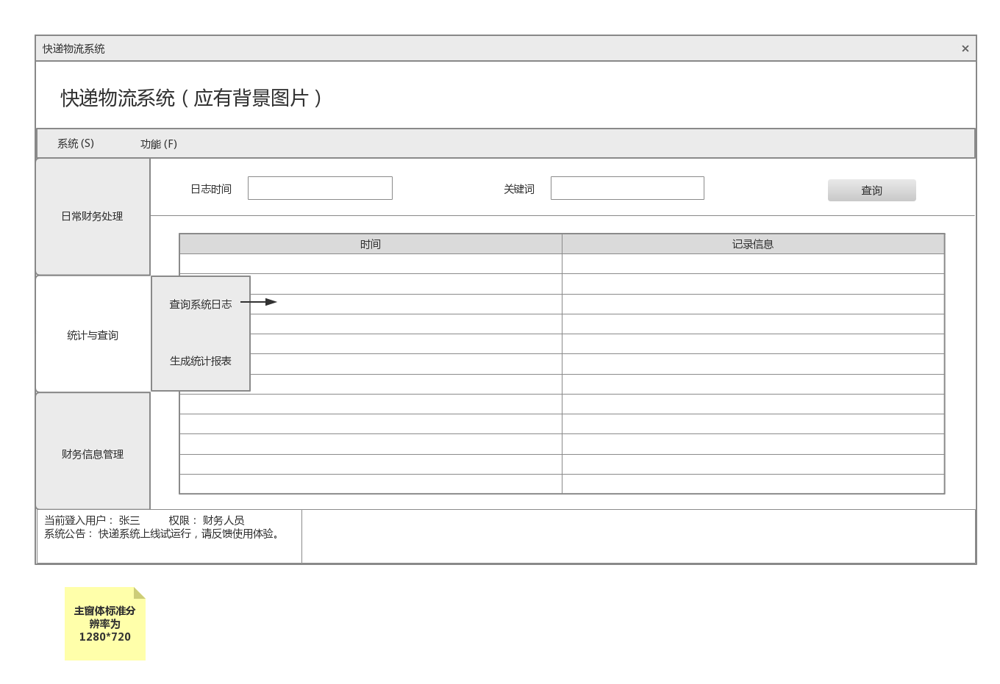 快递物流系统
快递物流系统（应有背景图片）
系统 (S) 功能 (F)
日志时间 关键词 查询
日常财务处理
时间 记录信息
查询系统日志
统计与查询
生成统计报表
财务信息管理
当前登入用户： 张三 权限： 财务人员
系统公告： 快递系统上线试运行，请反馈使用体验。
主窗体标准分
辨率为
1280*720